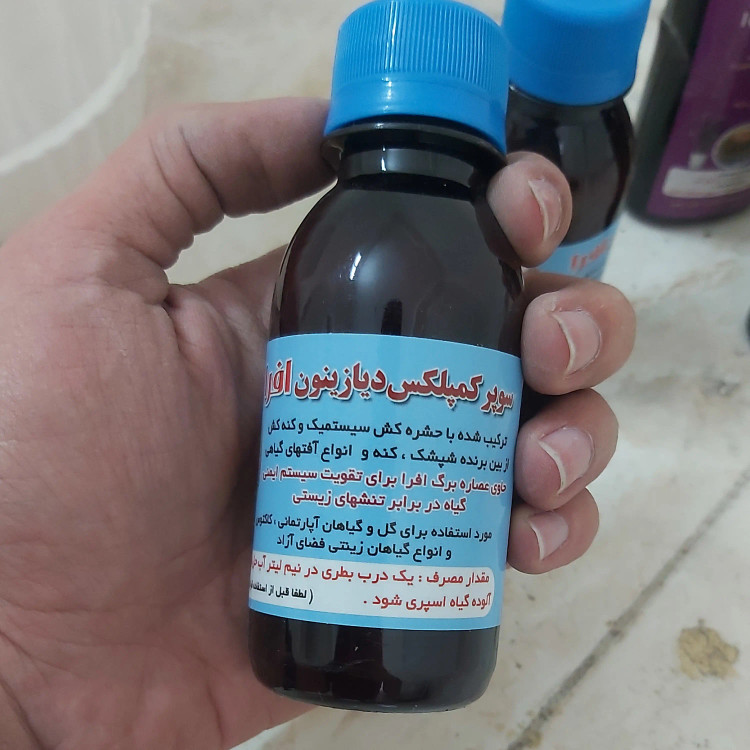 سوپر کمپلکس دیازینون افرا
ترکیب شده با حشره کش سیستمیک و کنه کش
از بین برنده شپشک ، کنه و انواع آفتهای گیاهی
حاوی عصاره برگ افرا برای تقویت سیستم ایمنی
گیاه در برابر تنشهای زیستی
مورد استفاده برای گل و گیاهان آپارتمانی ، کاکتوس
و انواع گیاهان زینتی فضای آزاد
مقدار مصرف : یک درب بطری در نیم لیتر آب
آلوده گیاه اسپری شود .
( لطفا قبل از استفاده
افرا